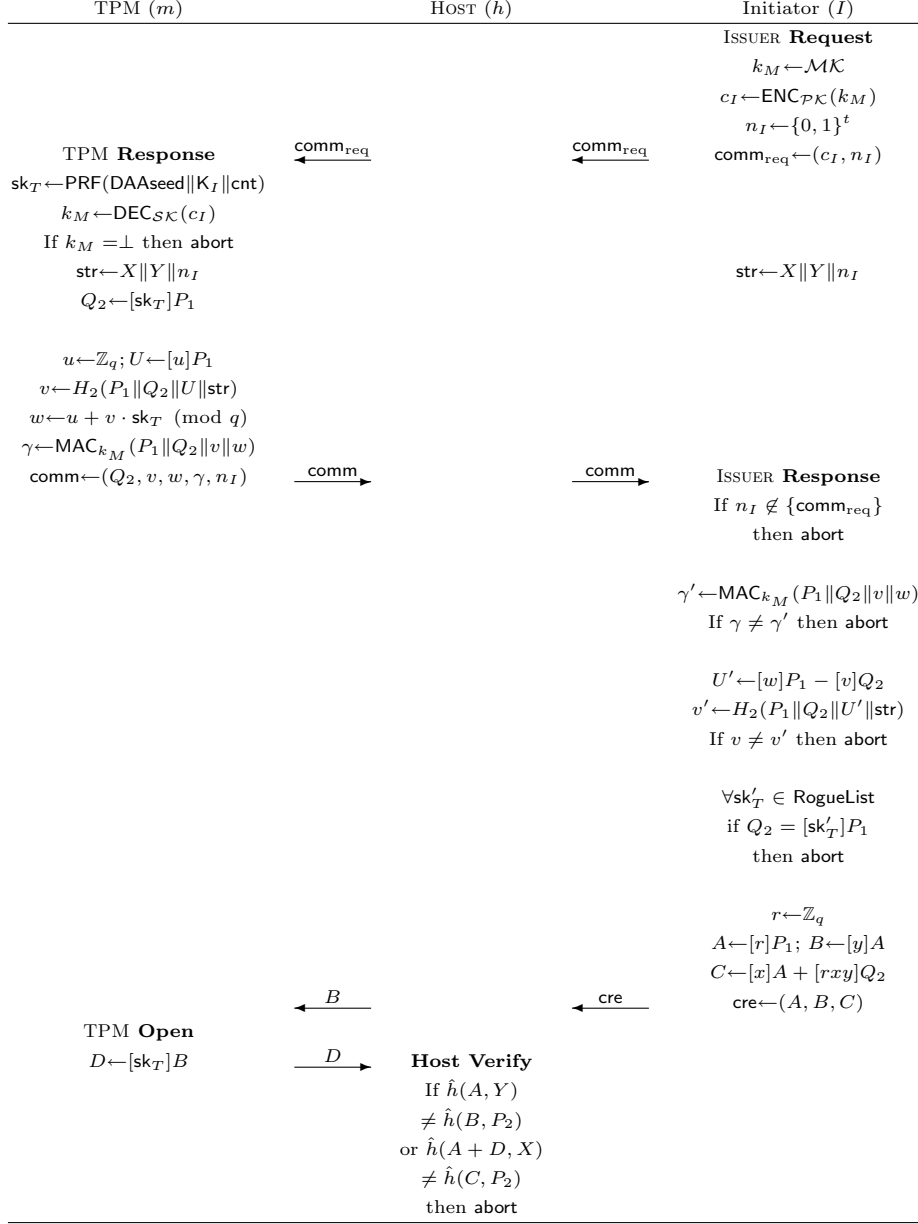 TPM (m) HOST (h) Initiator (I)
ISSUER Request
k_M←MK
c_I←ENC_PK(k_M)
n_I←{0, 1}^t
TPM Response comm_req comm_req comm_req←(c_I, n_I)
sk_T←PRF(DAAseed‖K_I‖cnt)
k_M←DEC_SK(c_I)
If k_M =⊥ then abort
str←X‖Y‖n_I str←X‖Y‖n_I
Q_2←[sk_T]P_1
u←ℤ_q; U←[u]P_1
v←H_2(P_1‖Q_2‖U‖str)
w←u + v · sk_T (mod q)
γ←MAC_{k_M}(P_1‖Q_2‖v‖w)
comm←(Q_2, v, w, γ, n_I) comm comm ISSUER Response
If n_I ∉ {comm_req}
then abort
γ′←MAC_{k_M}(P_1‖Q_2‖v‖w)
If γ ≠ γ′ then abort
U′←[w]P_1 − [v]Q_2
v′←H_2(P_1‖Q_2‖U′‖str)
If v ≠ v′ then abort
∀sk′_T ∈ RogueList
if Q_2 = [sk′_T]P_1
then abort
r←ℤ_q
A←[r]P_1; B←[y]A
C←[x]A + [rxy]Q_2
B cre cre←(A, B, C)
TPM Open
D←[sk_T]B D Host Verify
If ĥ(A, Y)
≠ ĥ(B, P_2)
or ĥ(A + D, X)
≠ ĥ(C, P_2)
then abort